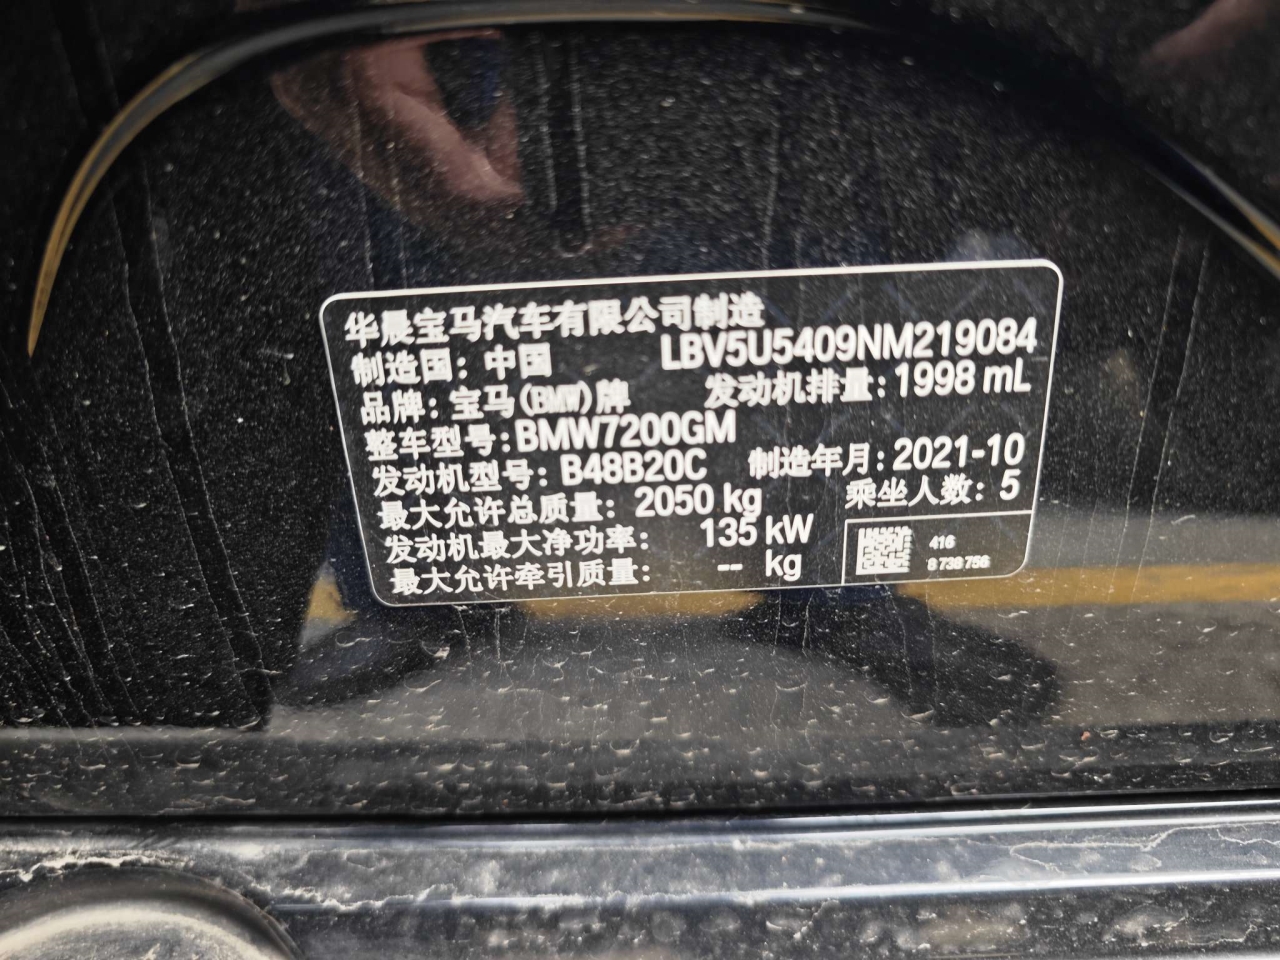 华晨宝马汽车有限公司制造
制造国：中国 LBV5U5409NM219084
品牌：宝马(BMW)牌 发动机排量：1998 mL
整车型号：BMW7200GM
发动机型号：B48B20C 制造年月：2021-10
最大允许总质量：2050 kg 乘坐人数：5
发动机最大净功率：135 kW
最大允许牵引质量：-- kg
416
8 738 756